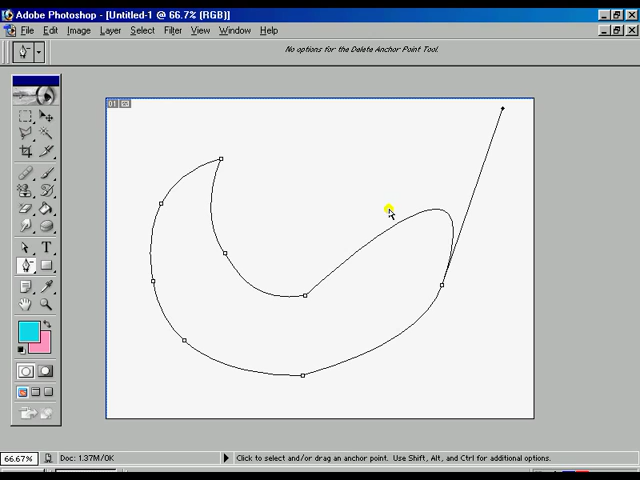 Adobe Photoshop - [Untitled-1 @ 66.7% (RGB)]
File Edit Image Layer Select Filter View Window Help
No options for the Delete Anchor Point Tool.
01
T
66.67% Doc: 1.37M/0K Click to select and/or drag an anchor point. Use Shift, Alt, and Ctrl for additional options.